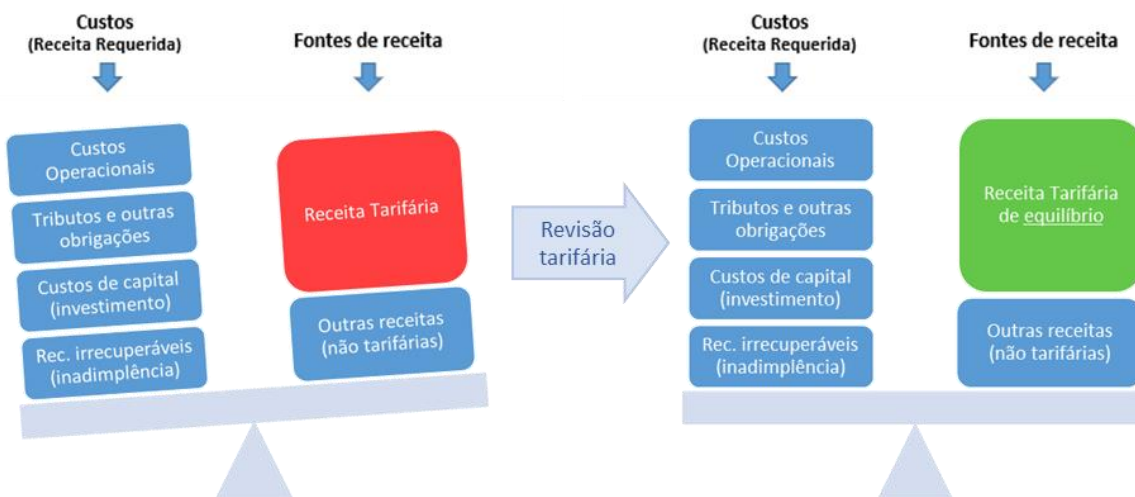 Custos
(Receita Requerida)
Fontes de receita
Custos
Operacionais
Tributos e outras
obrigações
Custos de capital
(investimento)
Rec. irrecuperáveis
(inadimplência)
Receita Tarifária
Outras receitas
(não tarifárias)
Revisão
tarifária
Custos
(Receita Requerida)
Fontes de receita
Custos
Operacionais
Tributos e outras
obrigações
Custos de capital
(investimento)
Rec. irrecuperáveis
(inadimplência)
Receita Tarifária
de equilíbrio
Outras receitas
(não tarifárias)